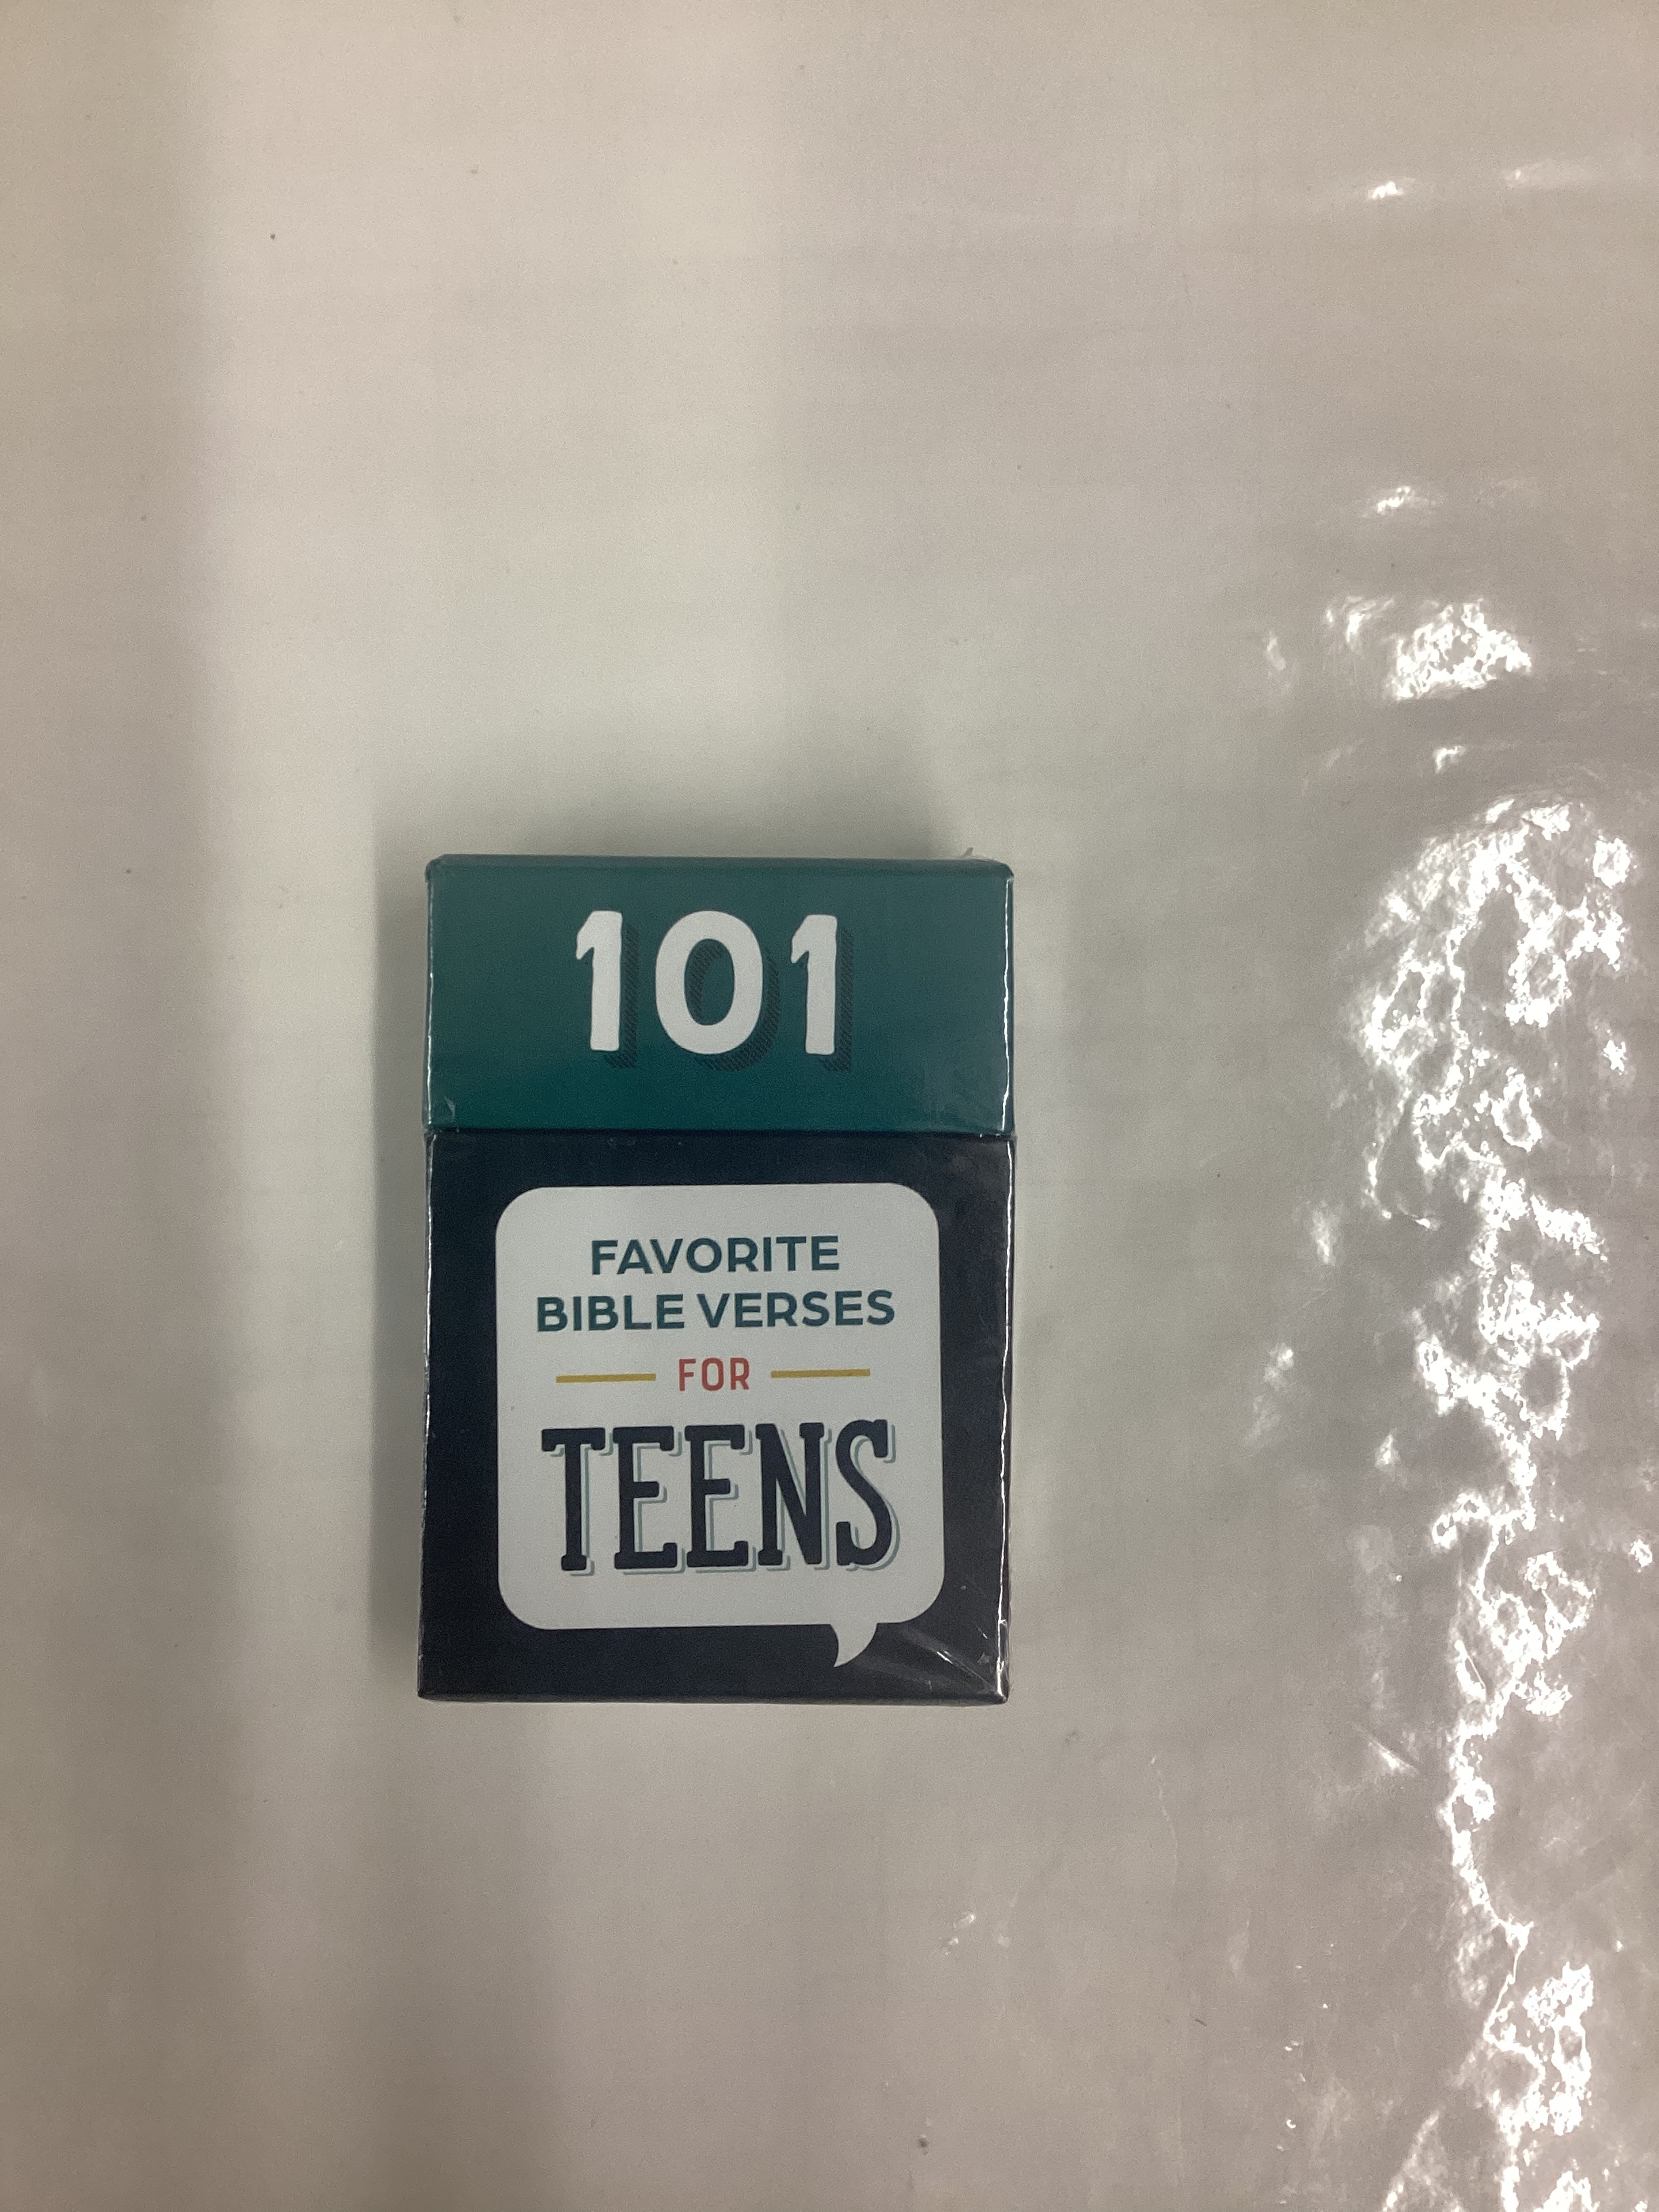 101
FAVORITE
BIBLE VERSES
FOR
TEENS